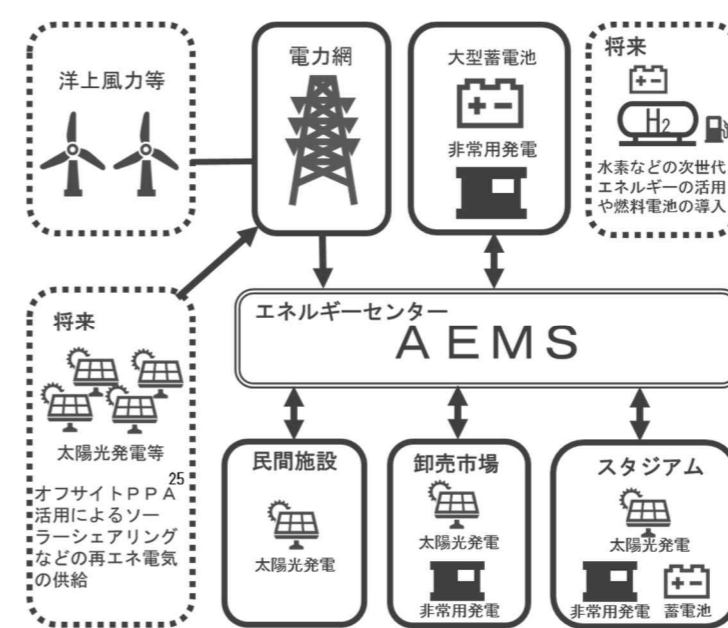 洋上風力等
電力網
大型蓄電池
非常用発電
将来
H2
水素などの次世代
エネルギーの活用
や燃料電池の導入
エネルギーセンター
AEMS
将来
太陽光発電等
オフサイトPPA25
活用によるソー
ラーシェアリング
などの再エネ電気
の供給
民間施設
太陽光発電
卸売市場
太陽光発電
非常用発電
スタジアム
太陽光発電
非常用発電 蓄電池